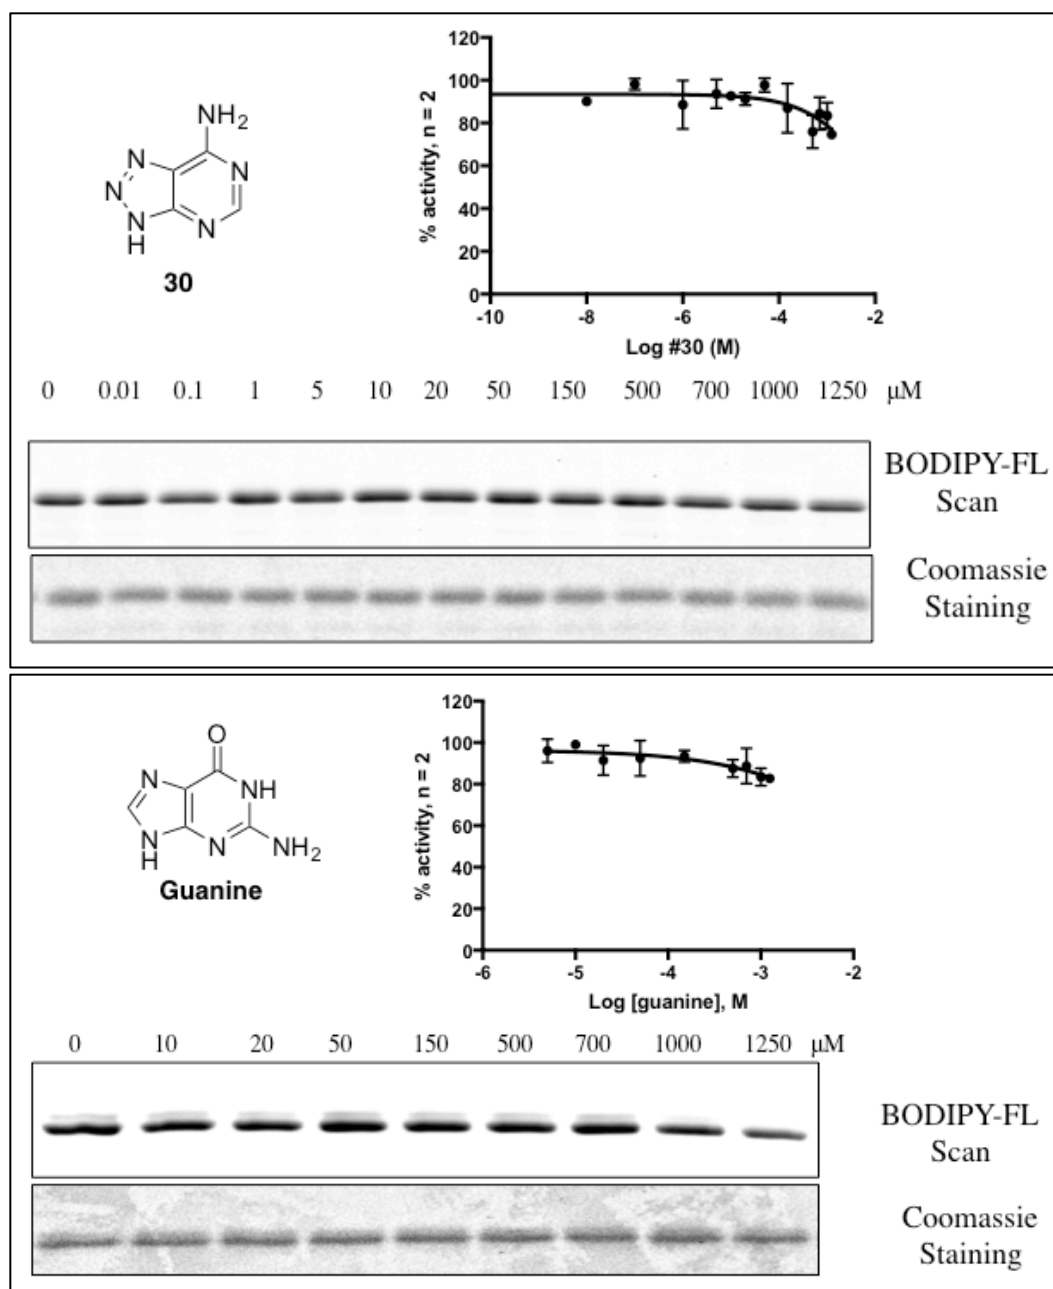 NH2
N
N
N
N
H
N
30
120
100
80
60
40
20
0
% activity, n = 2
-10
-8
-6
-4
-2
Log #30 (M)
0 0.01 0.1 1 5 10 20 50 150 500 700 1000 1250 μM
BODIPY-FL
Scan
Coomassie
Staining
O
N
NH
N
H
N
NH2
Guanine
120
100
80
60
40
20
0
% activity, n = 2
-6
-5
-4
-3
-2
Log [guanine], M
0 10 20 50 150 500 700 1000 1250 μM
BODIPY-FL
Scan
Coomassie
Staining